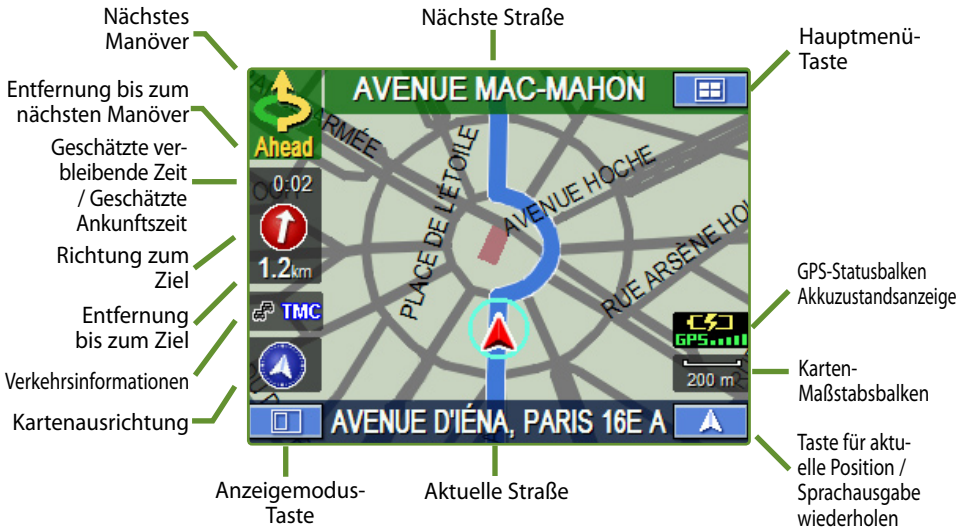 Nächstes
Manöver
Nächste Straße
Hauptmenü-
Taste
Entfernung bis zum
nächsten Manöver
Geschätzte ver-
bleibende Zeit
/ Geschätzte
Ankunftszeit
Richtung zum
Ziel
Entfernung
bis zum Ziel
Verkehrsinformationen
Kartenausrichtung
AVENUE MAC-MAHON
Ahead
ARMÉE
0:02
PLACE DE L'ÉTOILE
AVENUE HOCHE
AVENUE HO
RUE ARSÈNE
1.2km
TMC
GPS
200 m
AVENUE D'IÉNA, PARIS 16E A
GPS-Statusbalken
Akkuzustandsanzeige
Karten-
Maßstabsbalken
Taste für aktu-
elle Position /
Sprachausgabe
wiederholen
Anzeigemodus-
Taste
Aktuelle Straße